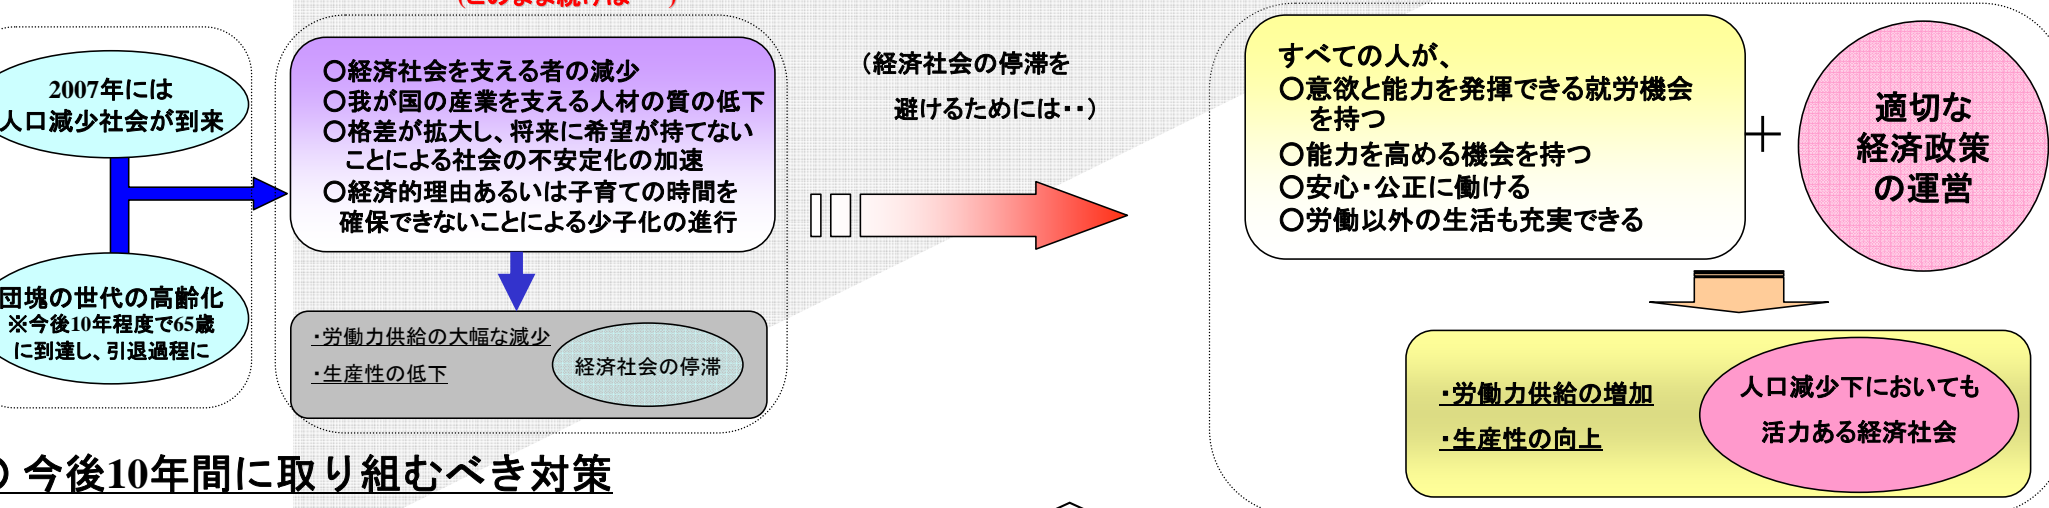 2007年には
人口減少社会が到来
団塊の世代の高齢化
※今後10年程度で65歳
に到達し、引退過程に
(このまま続けば
○経済社会を支える者の減少
○我が国の産業を支える人材の質の低下
○格差が拡大し、将来に希望が持てない
ことによる社会の不安定化の加速
○経済的理由あるいは子育ての時間を
確保できないことによる少子化の進行
・労働力供給の大幅な減少
・生産性の低下
経済社会の停滞
（経済社会の停滞を
避けるためには‥）
すべての人が、
○意欲と能力を発揮できる就労機会
を持つ
○能力を高める機会を持つ
○安心・公正に働ける
○労働以外の生活も充実できる
＋
適切な
経済政策
の運営
・労働力供給の増加
・生産性の向上
人口減少下においても
活力ある経済社会
今後10年間に取り組むべき対策